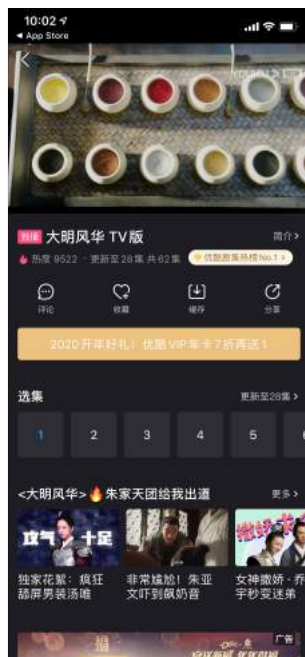 10:02
App Store
YOUKU
独播 大明风华 TV版
简介
热度 9522 · 更新至28集 共62集
优酷剧集热榜 No.1
评论
收藏
缓存
分享
2020开年好礼！优酷VIP年卡7折再送1
选集
更新至28集
1
2
3
4
5
<大明风华>🔥朱家天团给我出道
更多
攻气 十足
撒娇卡
独家花絮：疯狂
舔屏男装汤唯
非常尴尬！朱亚
文吓到飙奶音
女神撒娇·乔
宇秒变迷弟
广告